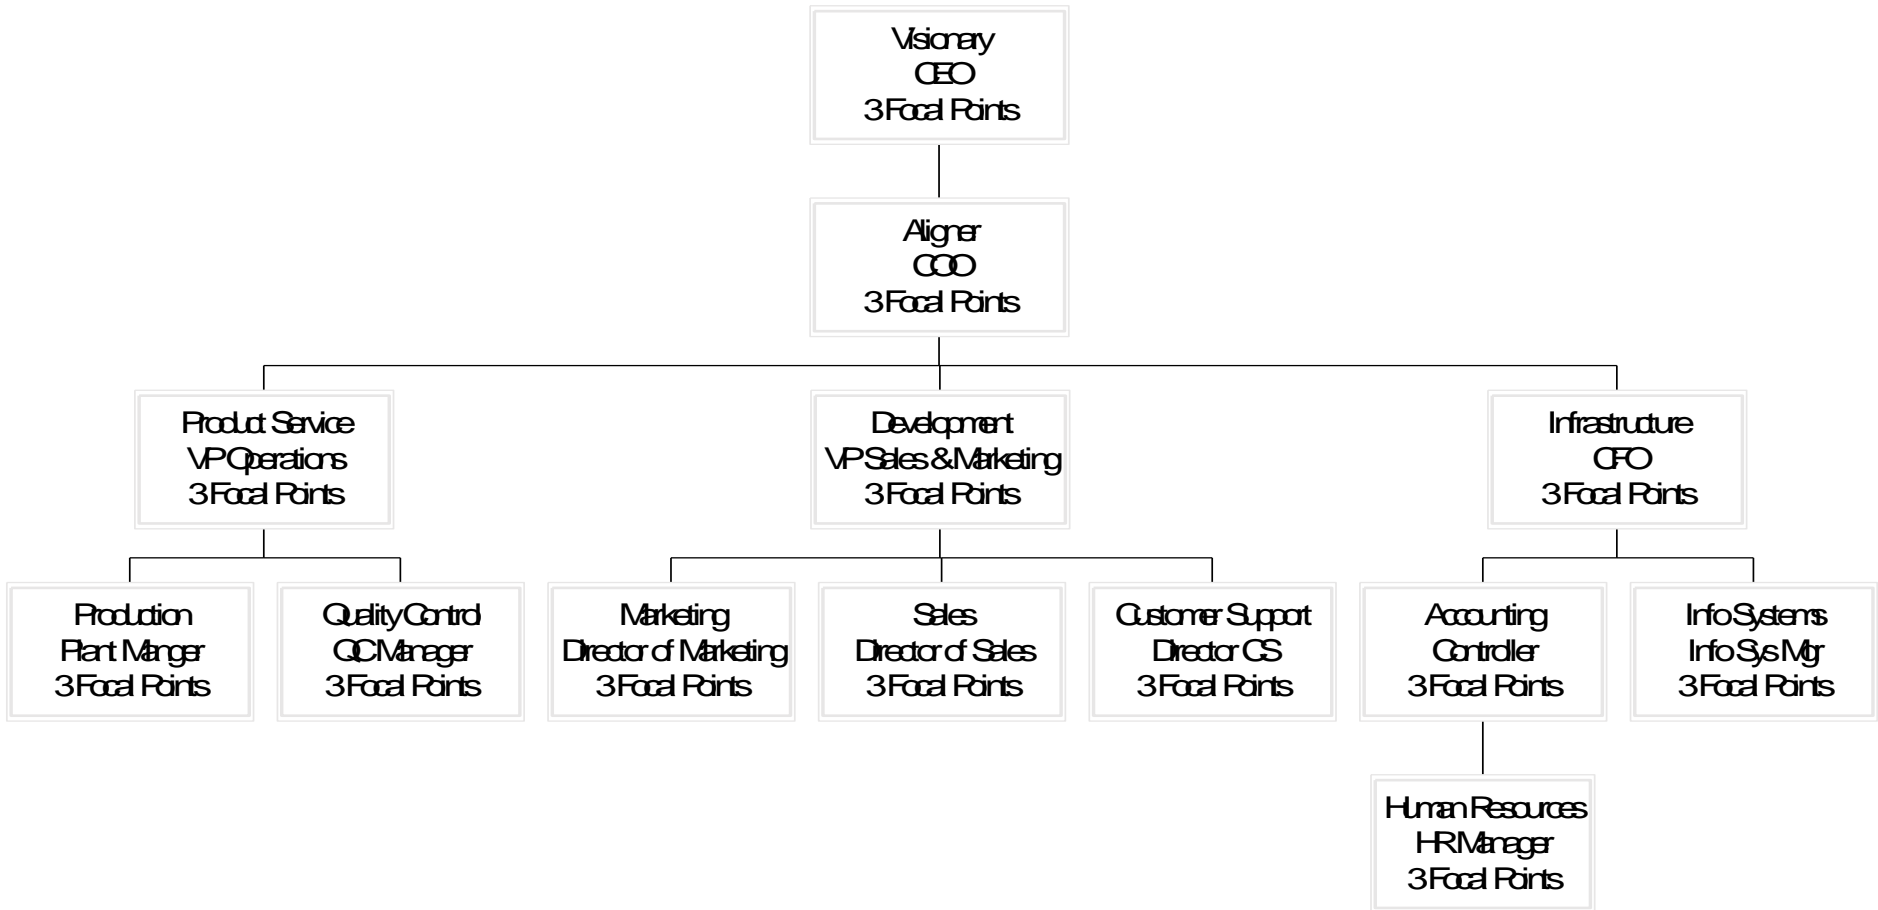 Visionary
CEO
3 Focal Points
Aligner
COO
3 Focal Points
Product Service
VP Operations
3 Focal Points
Development
VP Sales & Marketing
3 Focal Points
Infrastructure
CFO
3 Focal Points
Production
Plant Manger
3 Focal Points
Quality Control
QC Manager
3 Focal Points
Marketing
Director of Marketing
3 Focal Points
Sales
Director of Sales
3 Focal Points
Customer Support
Director CS
3 Focal Points
Accounting
Controller
3 Focal Points
Info Systems
Info Sys Mgr
3 Focal Points
Human Resources
HR Manager
3 Focal Points